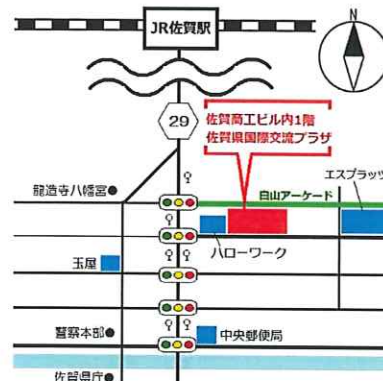 JR佐賀駅
N
29
佐賀商工ビル内1階
佐賀県国際交流プラザ
エスプラッツ
龍造寺八幡宮
白山アーケード
ハローワーク
玉屋
警察本部
中央郵便局
佐賀県庁